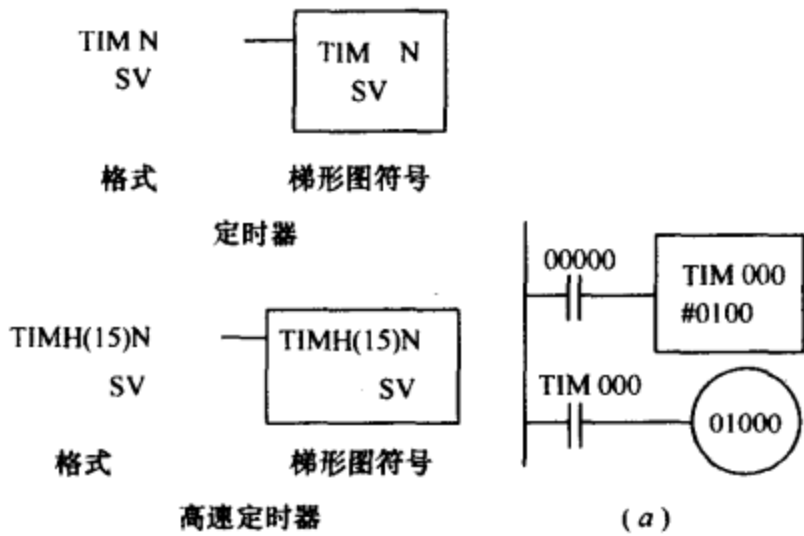 TIM N
SV
TIM N
SV
格式
梯形图符号
定时器
TIMH(15)N
SV
TIMH(15)N
SV
格式
梯形图符号
高速定时器
00000
TIM 000
#0100
TIM 000
01000
(a)